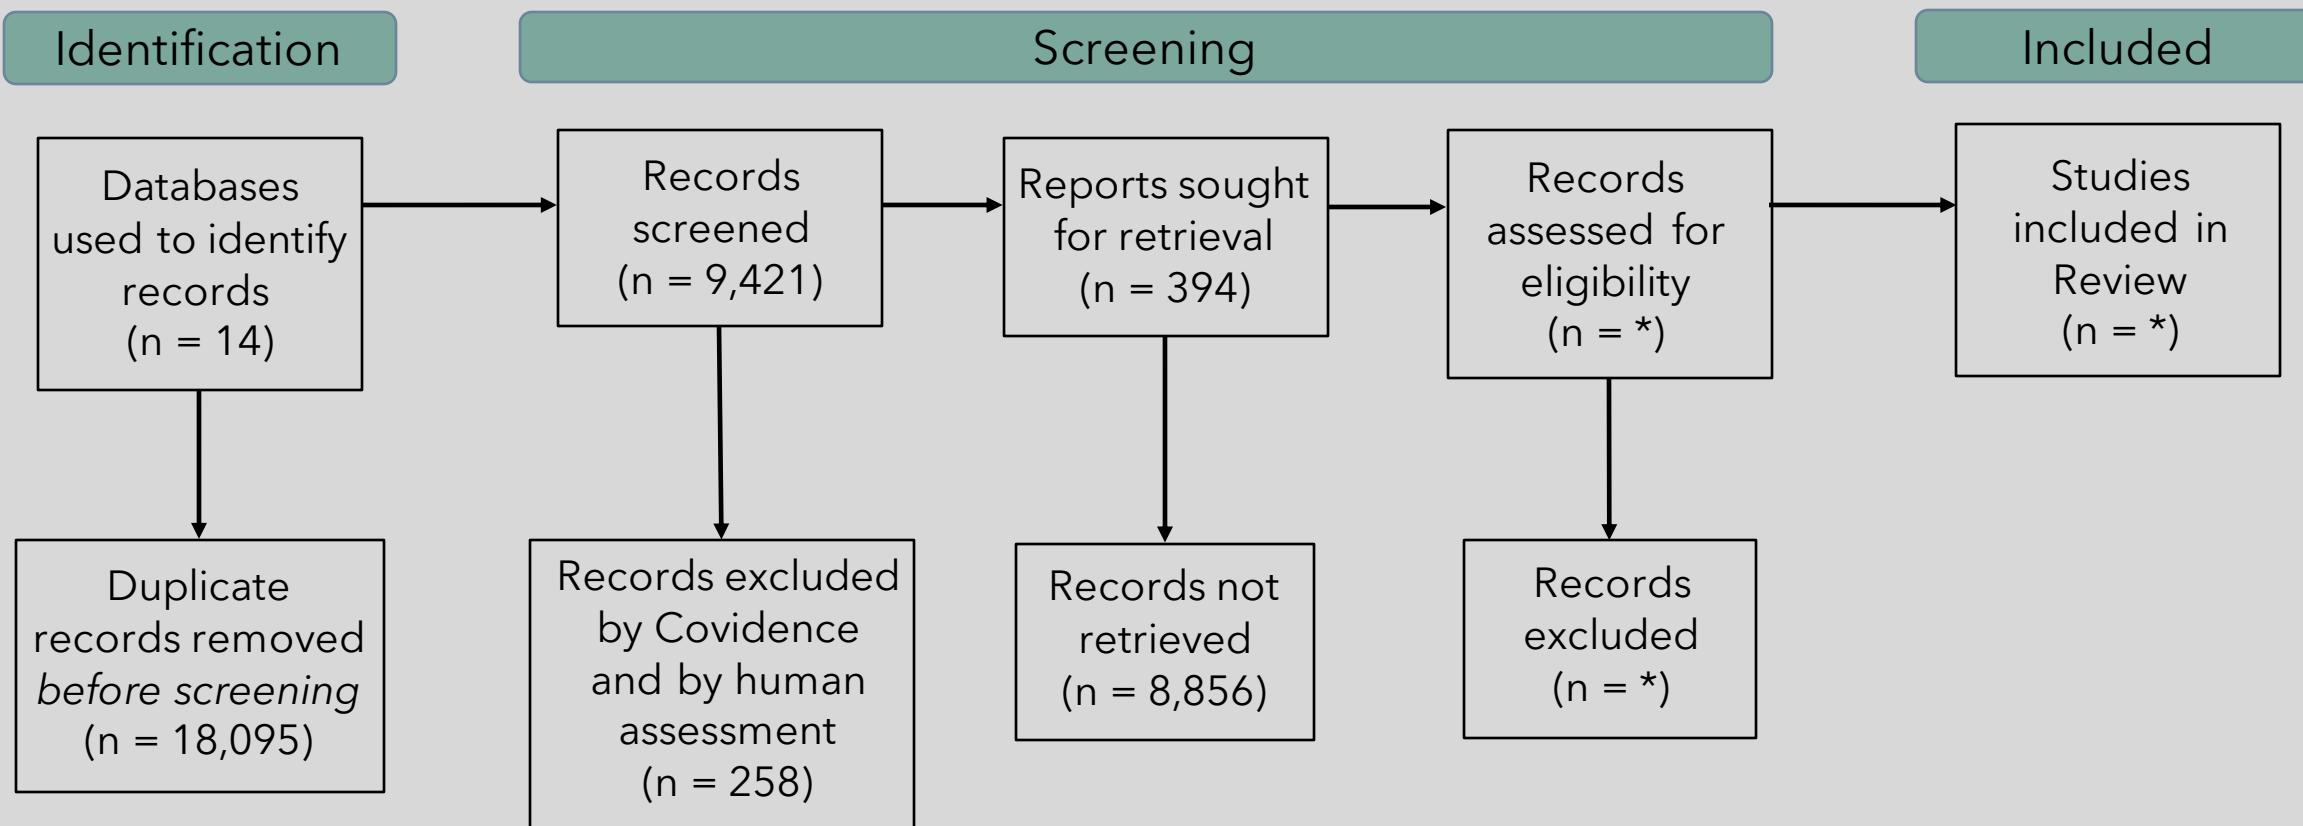 Identification
Screening
Included
Databases
used to identify
records
(n = 14)
Records
screened
(n = 9,421)
Reports sought
for retrieval
(n = 394)
Records
assessed for
eligibility
(n = *)
Studies
included in
Review
(n = *)
Duplicate
records removed
before screening
(n = 18,095)
Records excluded
by Covidence
and by human
assessment
(n = 258)
Records not
retrieved
(n = 8,856)
Records
excluded
(n = *)